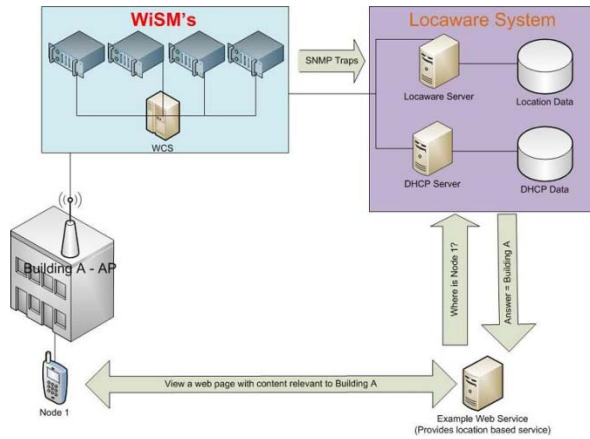 WiSM's
Locaware System
SNMP Traps
Locaware Server
Location Data
WCS
DHCP Server
DHCP Data
Building A - AP
Where is Node 1?
Answer = Building A
View a web page with content relevant to Building A
Node 1
Example Web Service
(Provides location based service)